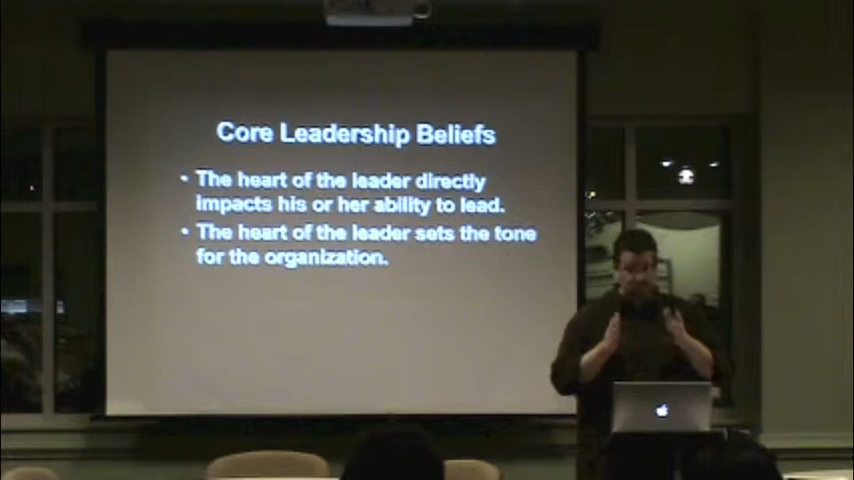 Core Leadership Beliefs
• The heart of the leader directly
impacts his or her ability to lead.
• The heart of the leader sets the tone
for the organization.